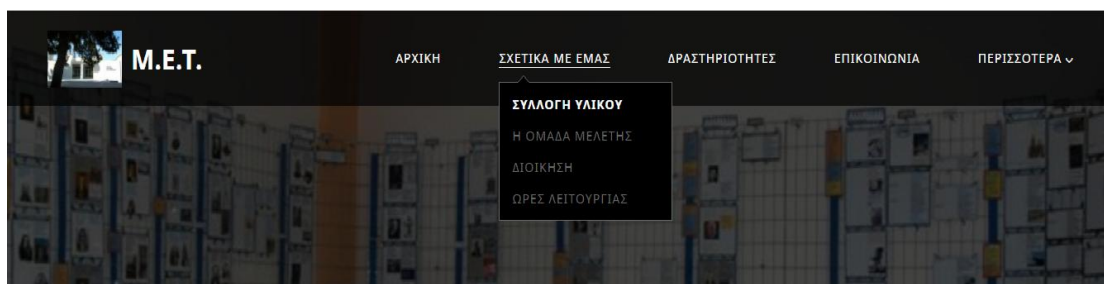 M.E.T.
ΑΡΧΙΚΗ
ΣΧΕΤΙΚΑ ΜΕ ΕΜΑΣ
ΔΡΑΣΤΗΡΙΟΤΗΤΕΣ
ΕΠΙΚΟΙΝΩΝΙΑ
ΠΕΡΙΣΣΟΤΕΡΑ
ΣΥΛΛΟΓΗ ΥΛΙΚΟΥ
Η ΟΜΑΔΑ ΜΕΛΕΤΗΣ
ΔΙΟΙΚΗΣΗ
ΩΡΕΣ ΛΕΙΤΟΥΡΓΙΑΣ